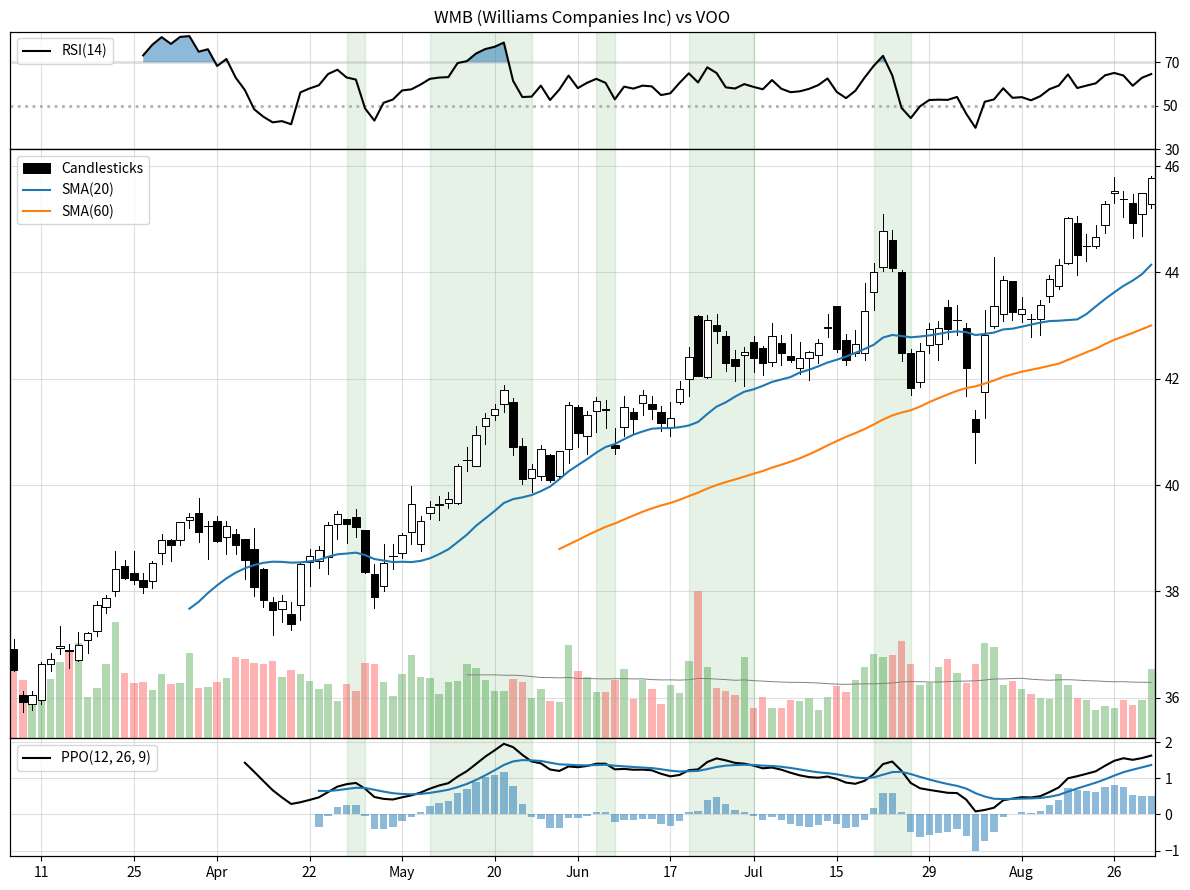 WMB (Williams Companies Inc) vs VOO
RSI(14)
70
50
30
Candlesticks
SMA(20)
SMA(60)
46
44
42
40
38
36
PPO(12, 26, 9)
2
1
0
−1
11 25 Apr 22 May 20 Jun 17 Jul 15 29 Aug 26